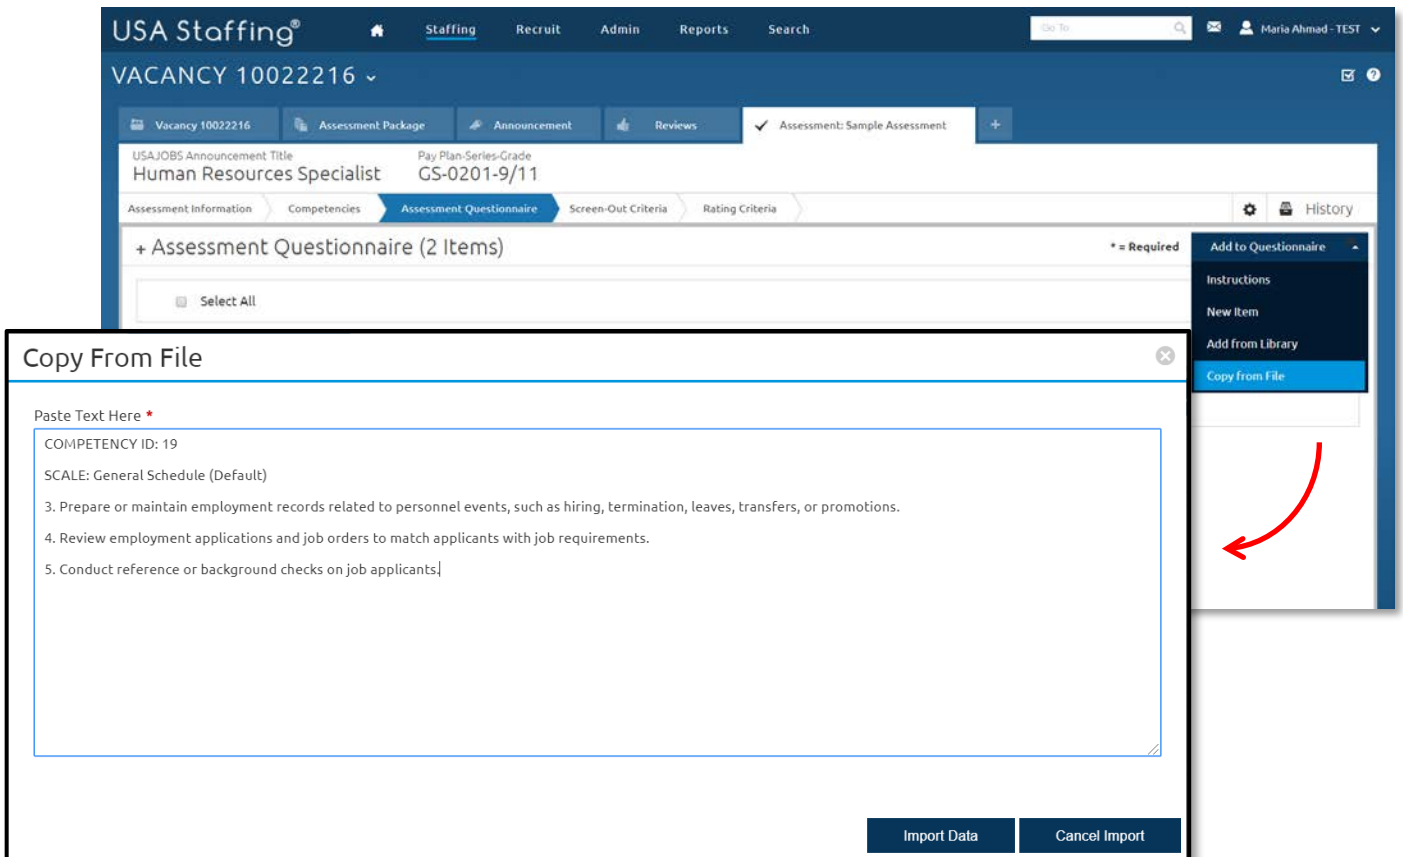 USA Staffing®
Staffing
Recruit
Admin
Reports
Search
Go To
Maria Ahmad - TEST
VACANCY 10022216
Vacancy 10022216
Assessment Package
Announcement
Reviews
Assessment: Sample Assessment
+
USAJOBS Announcement Title
Human Resources Specialist
Pay Plan-Series-Grade
GS-0201-9/11
Assessment Information
Competencies
Assessment Questionnaire
Screen-Out Criteria
Rating Criteria
History
+ Assessment Questionnaire (2 Items)
* = Required
Add to Questionnaire
Instructions
New Item
Add from Library
Copy from File
Select All
Copy From File
Paste Text Here *
COMPETENCY ID: 19
SCALE: General Schedule (Default)
3. Prepare or maintain employment records related to personnel events, such as hiring, termination, leaves, transfers, or promotions.
4. Review employment applications and job orders to match applicants with job requirements.
5. Conduct reference or background checks on job applicants.
Import Data
Cancel Import